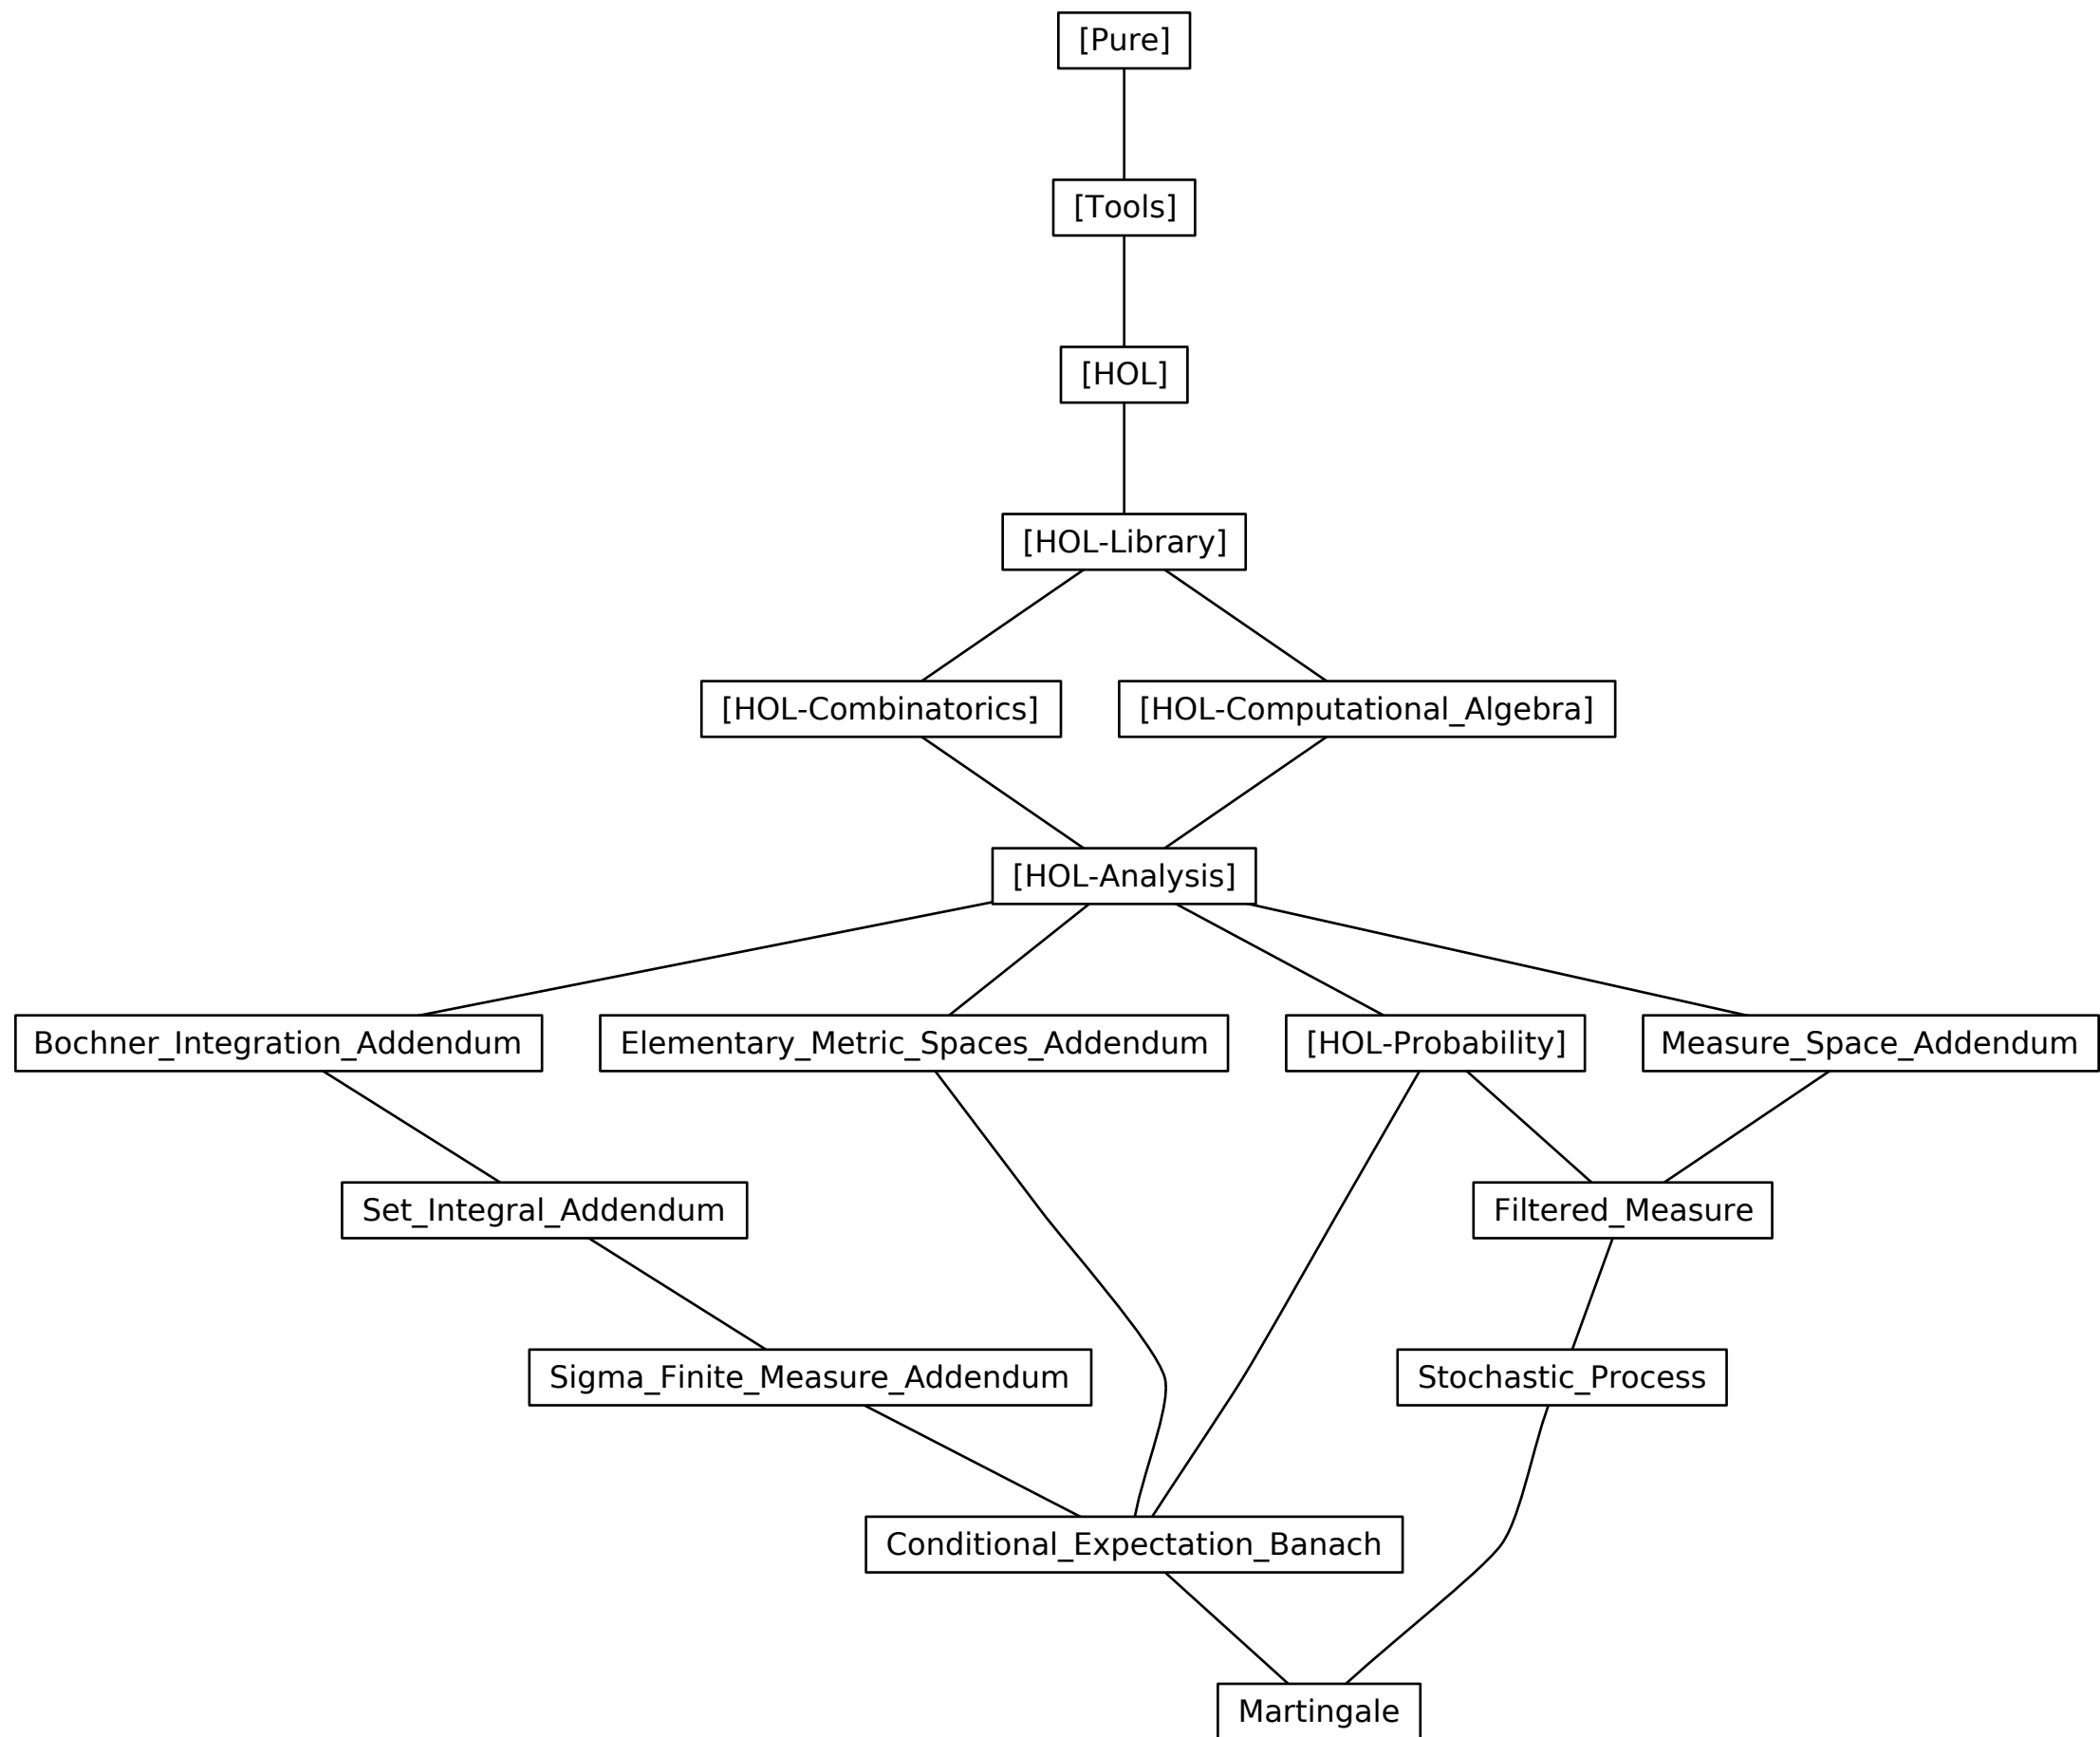 [Pure]
[Tools]
[HOL]
[HOL-Library]
[HOL-Combinatorics]
[HOL-Computational_Algebra]
[HOL-Analysis]
Bochner_Integration_Addendum
Elementary_Metric_Spaces_Addendum
[HOL-Probability]
Measure_Space_Addendum
Set_Integral_Addendum
Filtered_Measure
Sigma_Finite_Measure_Addendum
Stochastic_Process
Conditional_Expectation_Banach
Martingale